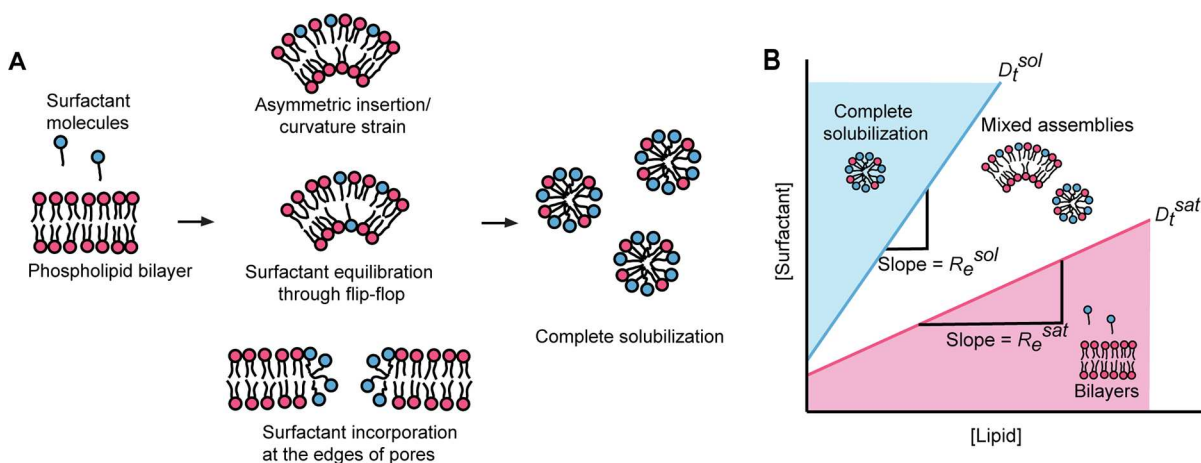 A
Surfactant
molecules
Phospholipid bilayer
Asymmetric insertion/
curvature strain
Surfactant equilibration
through flip-flop
Surfactant incorporation
at the edges of pores
Complete solubilization
B
[Surfactant]
Complete
solubilization
D_t^sol
Mixed assemblies
D_t^sat
Slope = R_e^sol
Slope = R_e^sat
Bilayers
[Lipid]